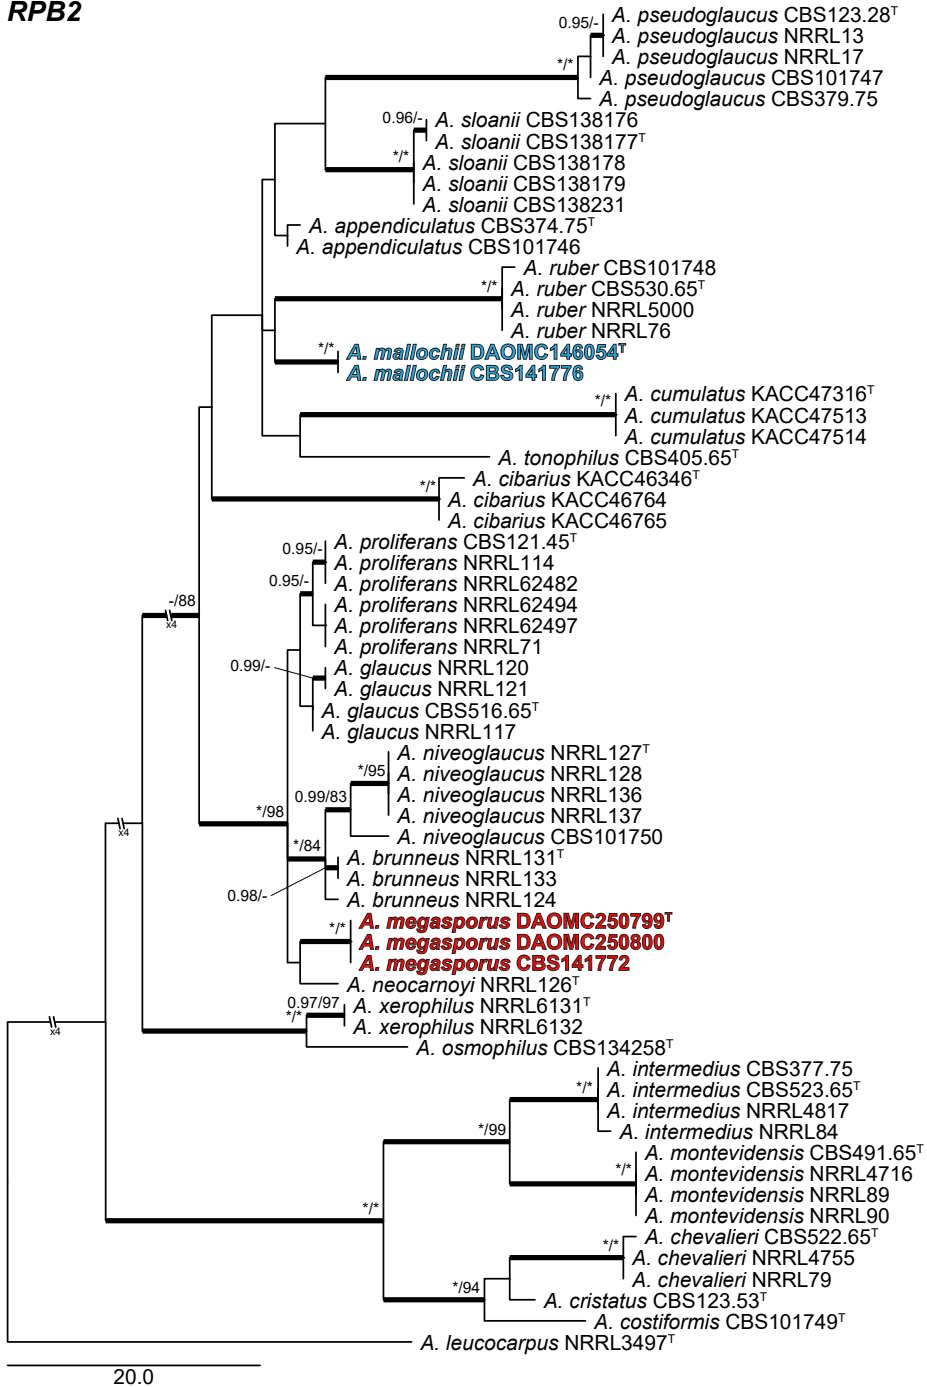 RPB2
0.95/-
A. pseudoglaucus CBS123.28ᵀ
A. pseudoglaucus NRRL13
A. pseudoglaucus NRRL17
*/*
A. pseudoglaucus CBS101747
A. pseudoglaucus CBS379.75
0.96/-
A. sloanii CBS138176
A. sloanii CBS138177ᵀ
*/*
A. sloanii CBS138178
A. sloanii CBS138179
A. sloanii CBS138231
A. appendiculatus CBS374.75ᵀ
A. appendiculatus CBS101746
A. ruber CBS101748
*/*
A. ruber CBS530.65ᵀ
A. ruber NRRL5000
A. ruber NRRL76
*/*
A. mallochii DAOMC146054ᵀ
A. mallochii CBS141776
*/*
A. cumulatus KACC47316ᵀ
A. cumulatus KACC47513
A. cumulatus KACC47514
A. tonophilus CBS405.65ᵀ
*/*
A. cibarius KACC46346ᵀ
A. cibarius KACC46764
A. cibarius KACC46765
0.95/-
A. proliferans CBS121.45ᵀ
A. proliferans NRRL114
0.95/-
A. proliferans NRRL62482
-/88
x4
A. proliferans NRRL62494
A. proliferans NRRL62497
A. proliferans NRRL71
0.99/-
A. glaucus NRRL120
A. glaucus NRRL121
A. glaucus CBS516.65ᵀ
A. glaucus NRRL117
A. niveoglaucus NRRL127ᵀ
*/95
A. niveoglaucus NRRL128
0.99/83
A. niveoglaucus NRRL136
*/98
x4
A. niveoglaucus NRRL137
A. niveoglaucus CBS101750
*/84
A. brunneus NRRL131ᵀ
A. brunneus NRRL133
0.98/-
A. brunneus NRRL124
*/*
A. megasporus DAOMC250799ᵀ
A. megasporus DAOMC250800
A. megasporus CBS141772
A. neocarnoyi NRRL126ᵀ
0.97/97
A. xerophilus NRRL6131ᵀ
*/*
x4
A. xerophilus NRRL6132
A. osmophilus CBS134258ᵀ
A. intermedius CBS377.75
*/*
A. intermedius CBS523.65ᵀ
A. intermedius NRRL4817
*/99
A. intermedius NRRL84
A. montevidensis CBS491.65ᵀ
*/*
A. montevidensis NRRL4716
A. montevidensis NRRL89
*/*
A. montevidensis NRRL90
*/*
A. chevalieri CBS522.65ᵀ
A. chevalieri NRRL4755
*/94
A. chevalieri NRRL79
A. cristatus CBS123.53ᵀ
A. costiformis CBS101749ᵀ
A. leucocarpus NRRL3497ᵀ
20.0